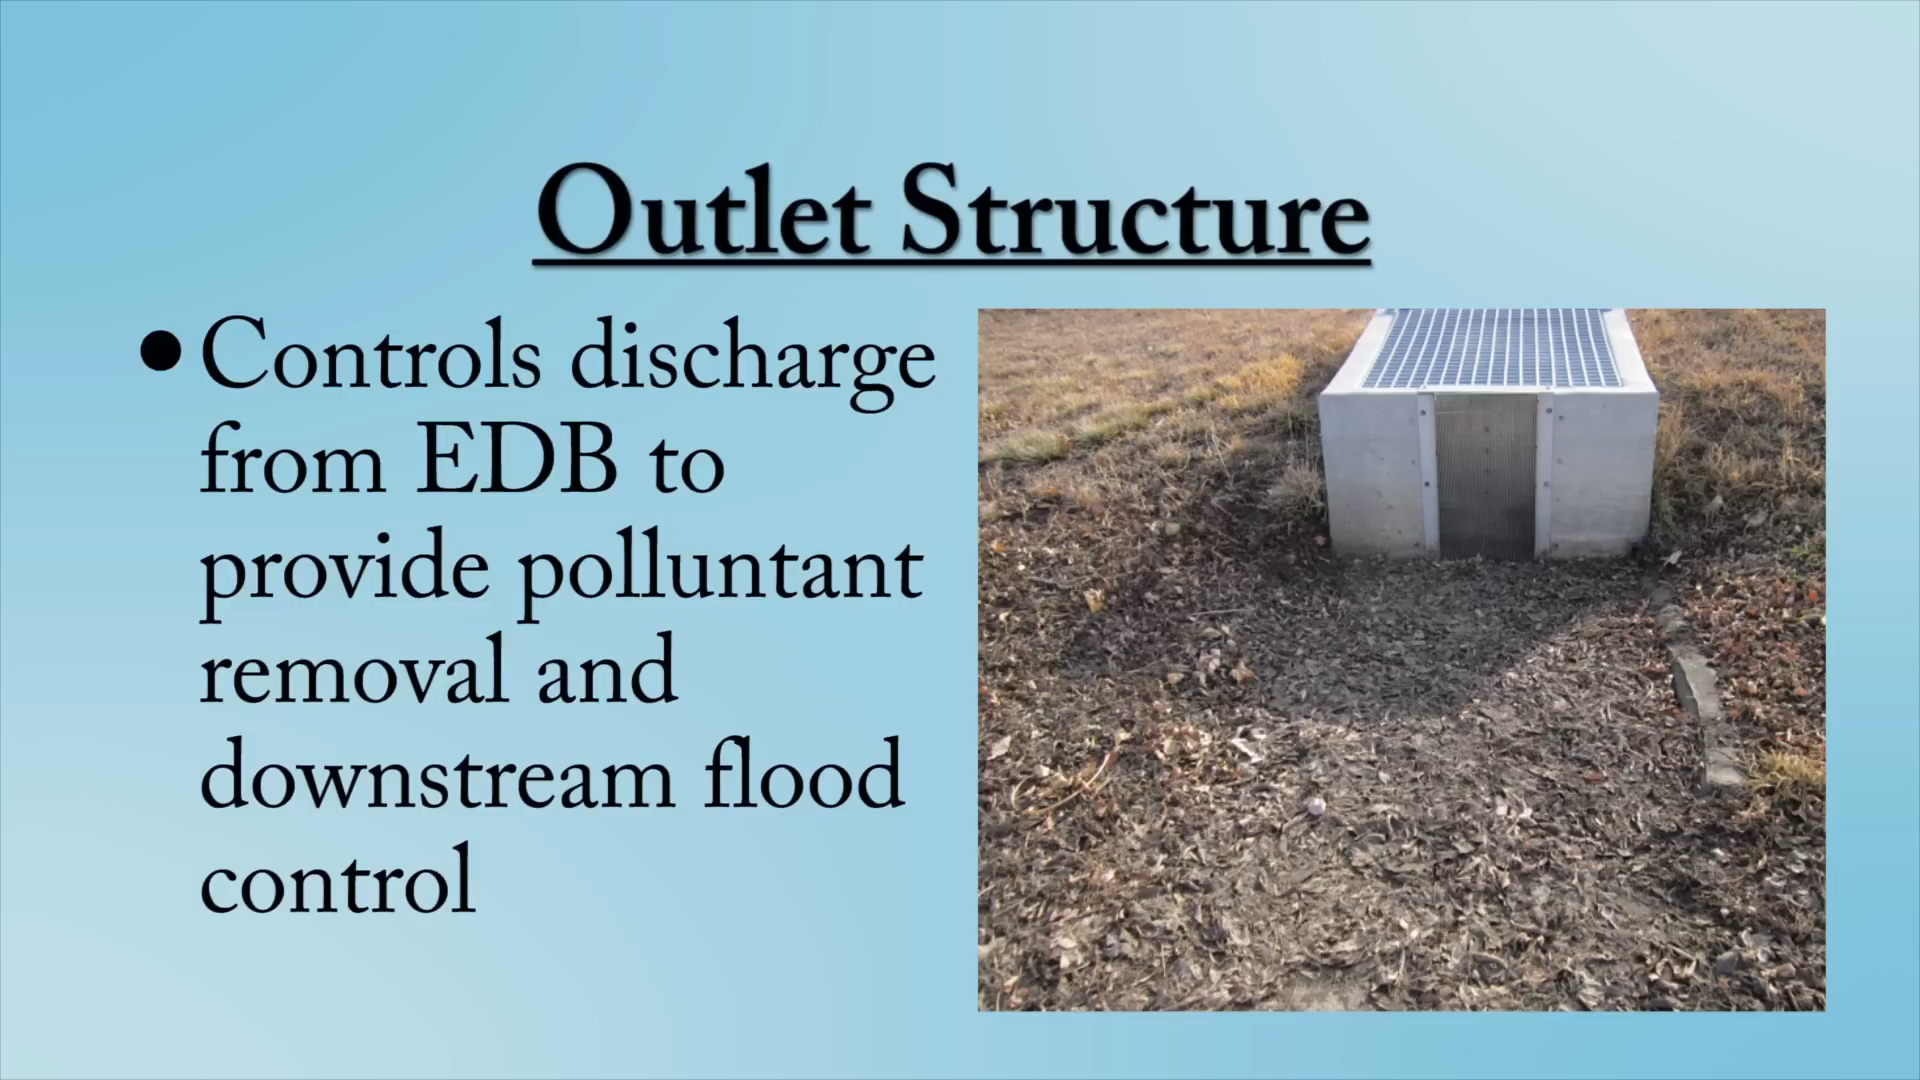 Outlet Structure
•Controls discharge
from EDB to
provide polluntant
removal and
downstream flood
control